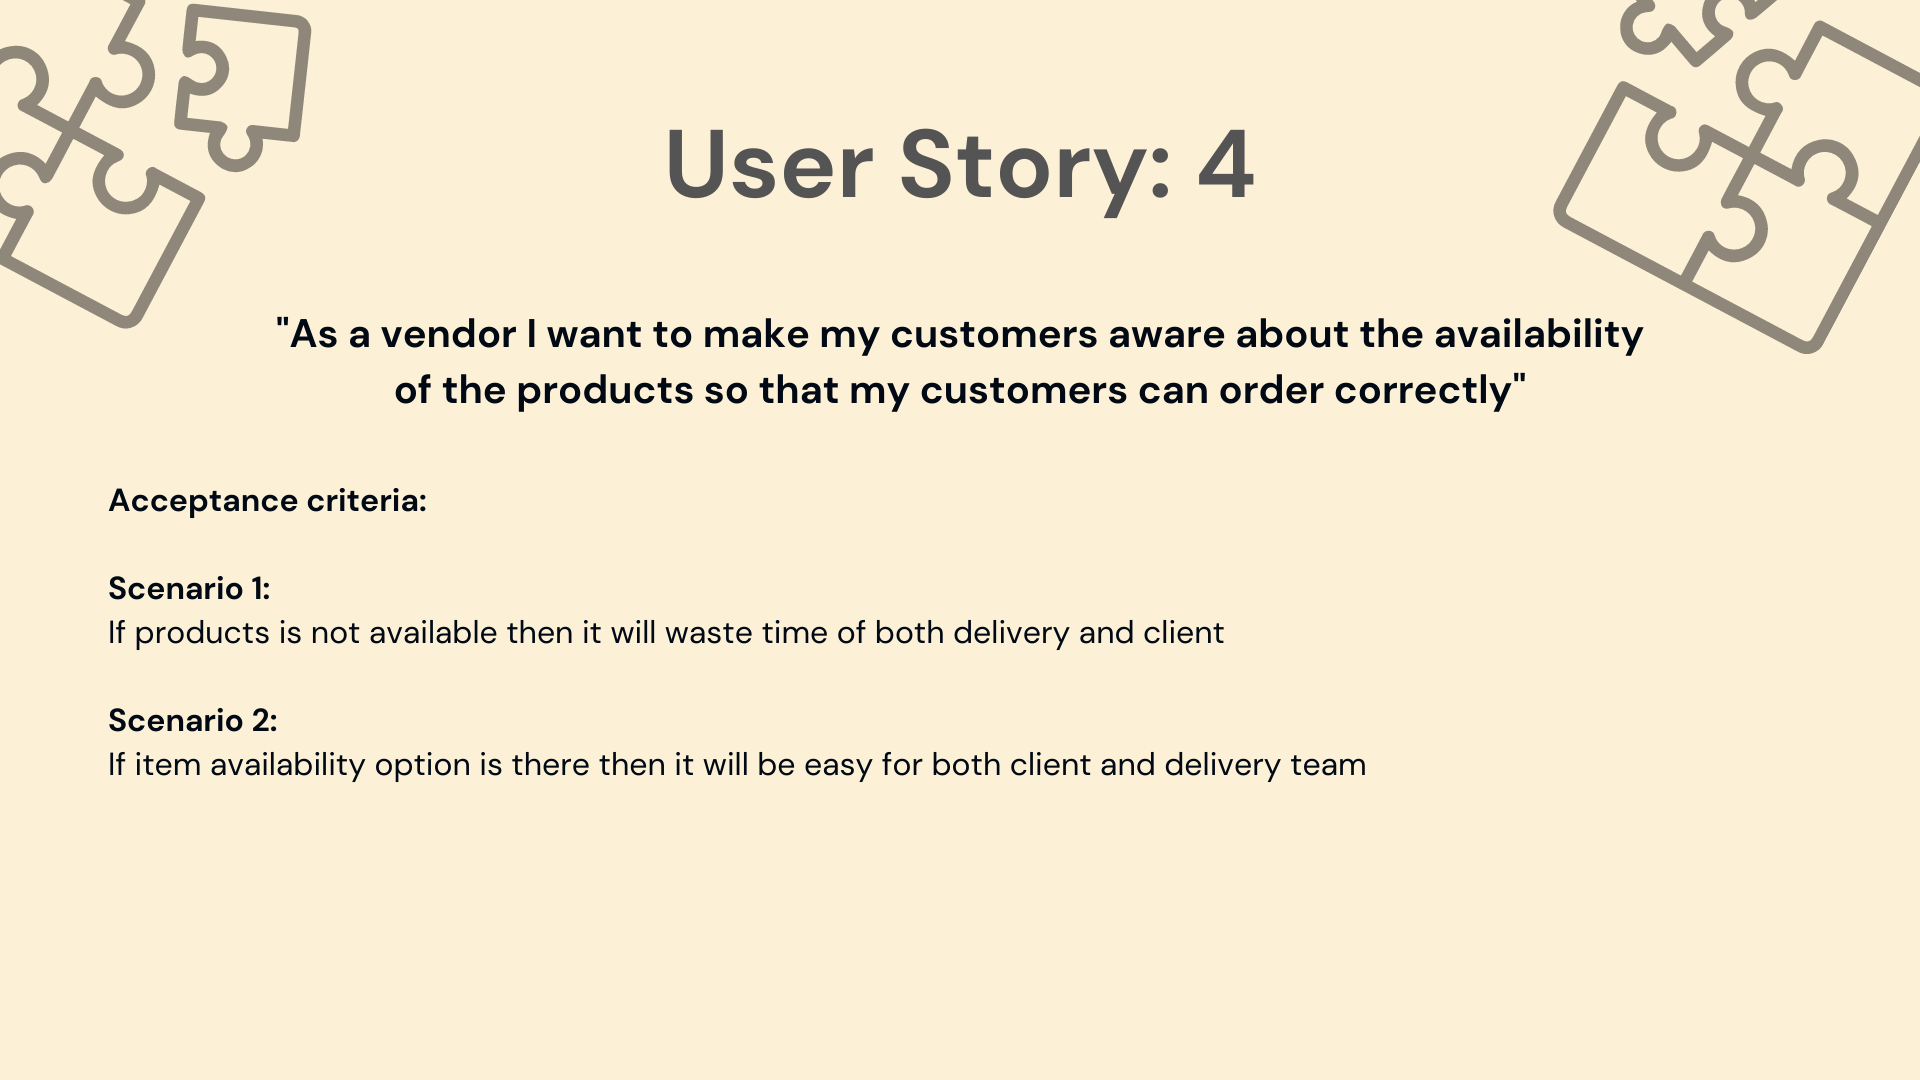 User Story: 4
"As a vendor I want to make my customers aware about the availability
of the products so that my customers can order correctly"
Acceptance criteria:
Scenario 1:
If products is not available then it will waste time of both delivery and client
Scenario 2:
If item availability option is there then it will be easy for both client and delivery team